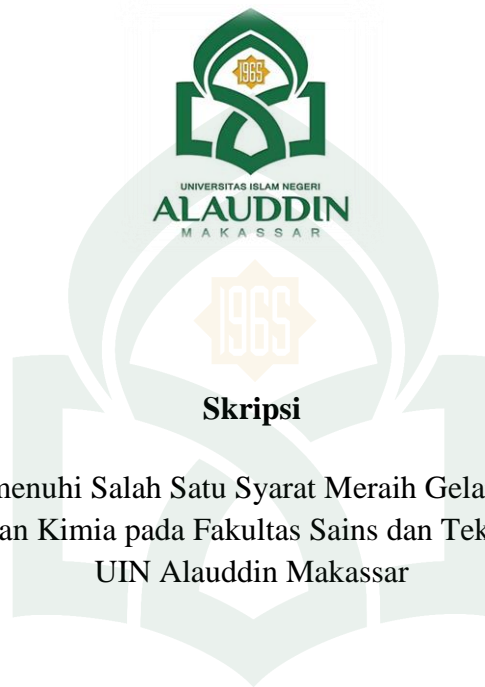 1965
UNIVERSITAS ISLAM NEGERI
ALAUDDIN
MAKASSAR
1965
Skripsi
menuhi Salah Satu Syarat Meraih Gela
an Kimia pada Fakultas Sains dan Tek
UIN Alauddin Makassar